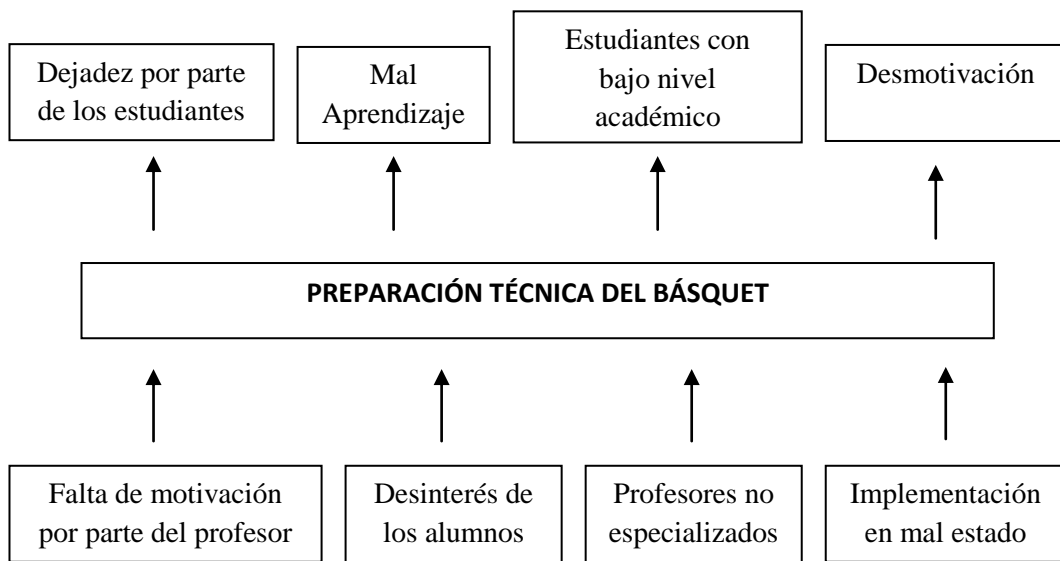 Dejadez por parte
de los estudiantes
Mal
Aprendizaje
Estudiantes con
bajo nivel
académico
Desmotivación
PREPARACIÓN TÉCNICA DEL BÁSQUET
Falta de motivación
por parte del profesor
Desinterés de
los alumnos
Profesores no
especializados
Implementación
en mal estado